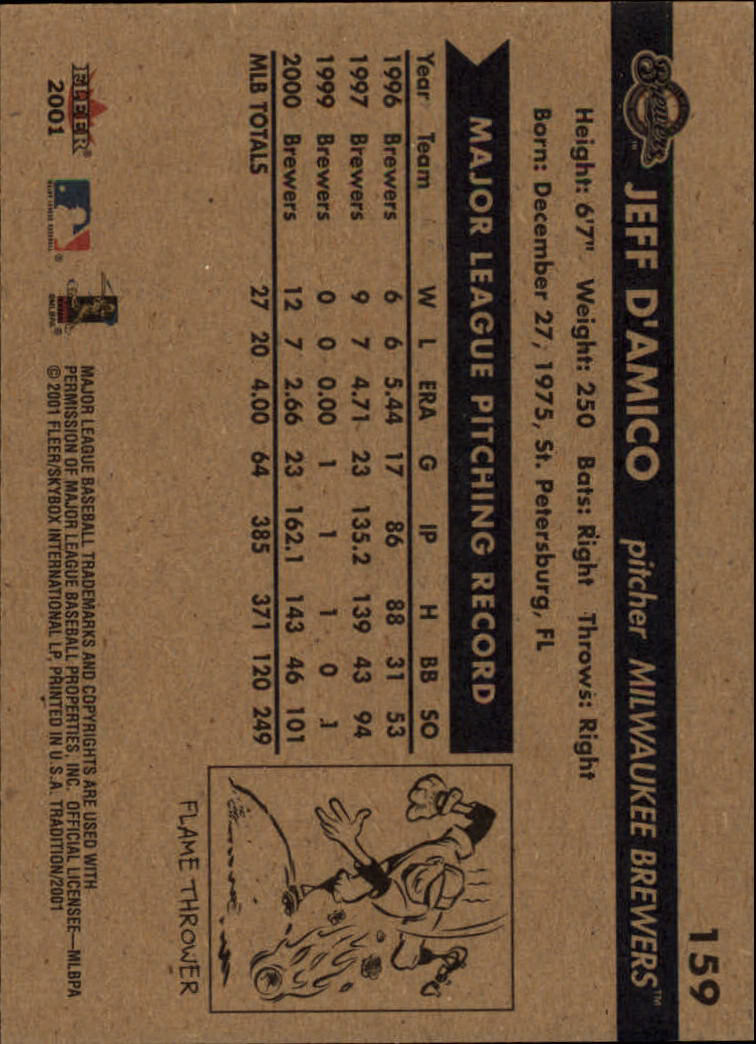 159
Brewers™ JEFF D'AMICO pitcher MILWAUKEE BREWERS™
Height: 6'7" Weight: 250 Bats: Right Throws: Right
Born: December 27, 1975, St. Petersburg, FL
MAJOR LEAGUE PITCHING RECORD
Year Team W L ERA G IP H BB SO
1996 Brewers 6 6 5.44 17 86 88 31 53
1997 Brewers 9 7 4.71 23 135.2 139 43 94
1999 Brewers 0 0 0.00 1 1 1 0 1
2000 Brewers 12 7 2.66 23 162.1 143 46 101
MLB TOTALS 27 20 4.00 64 385 371 120 249
FLAME THROWER
FLEER® 2001
MAJOR LEAGUE BASEBALL ®
©MLBPA
MAJOR LEAGUE BASEBALL TRADEMARKS AND COPYRIGHTS ARE USED WITH
PERMISSION OF MAJOR LEAGUE BASEBALL PROPERTIES, INC. OFFICIAL LICENSEE—MLBPA
© 2001 FLEER/SKYBOX INTERNATIONAL LP, PRINTED IN U.S.A. TRADITION/2001